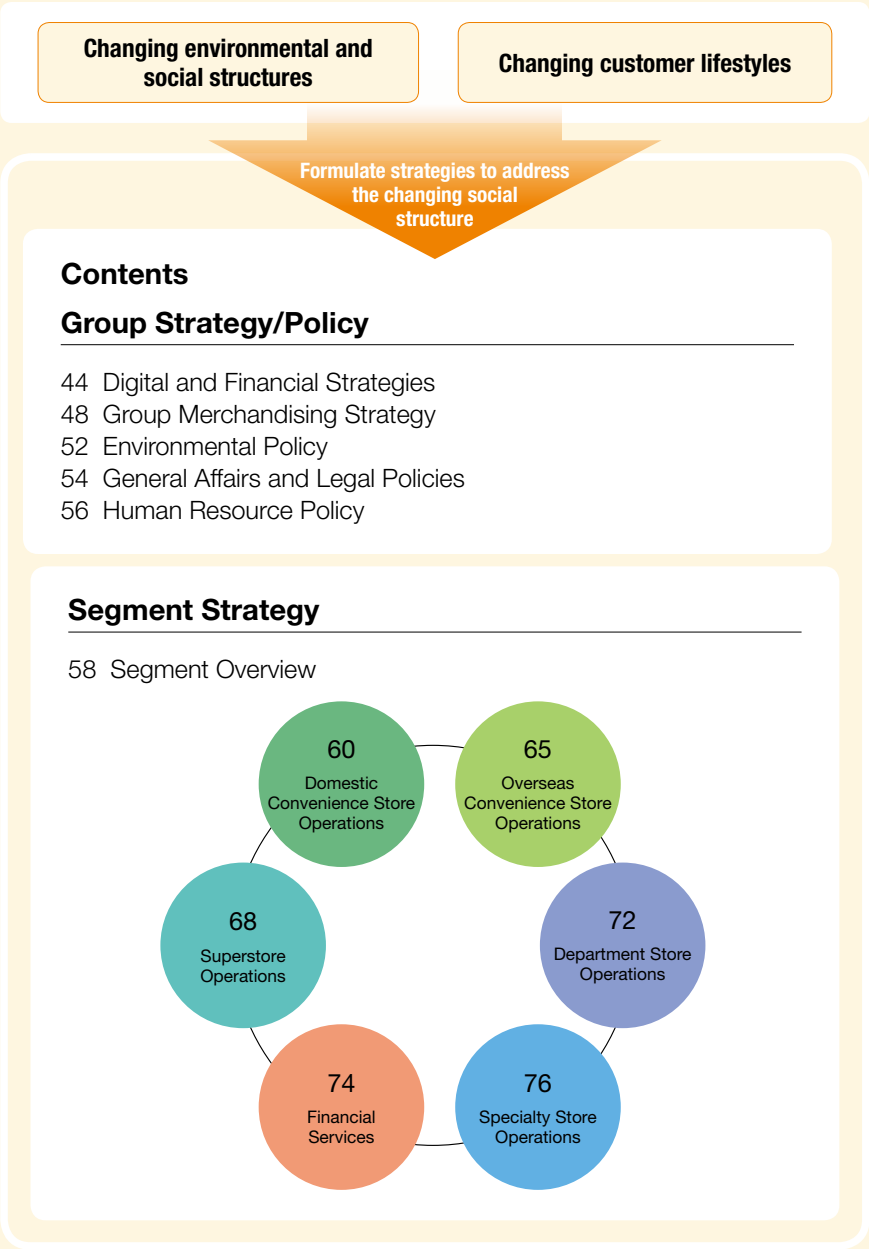 Changing environmental and
social structures
Changing customer lifestyles
Formulate strategies to address
the changing social
structure
Contents
Group Strategy/Policy
44 Digital and Financial Strategies
48 Group Merchandising Strategy
52 Environmental Policy
54 General Affairs and Legal Policies
56 Human Resource Policy
Segment Strategy
58 Segment Overview
60
Domestic
Convenience Store
Operations
65
Overseas
Convenience Store
Operations
68
Superstore
Operations
72
Department Store
Operations
74
Financial
Services
76
Specialty Store
Operations